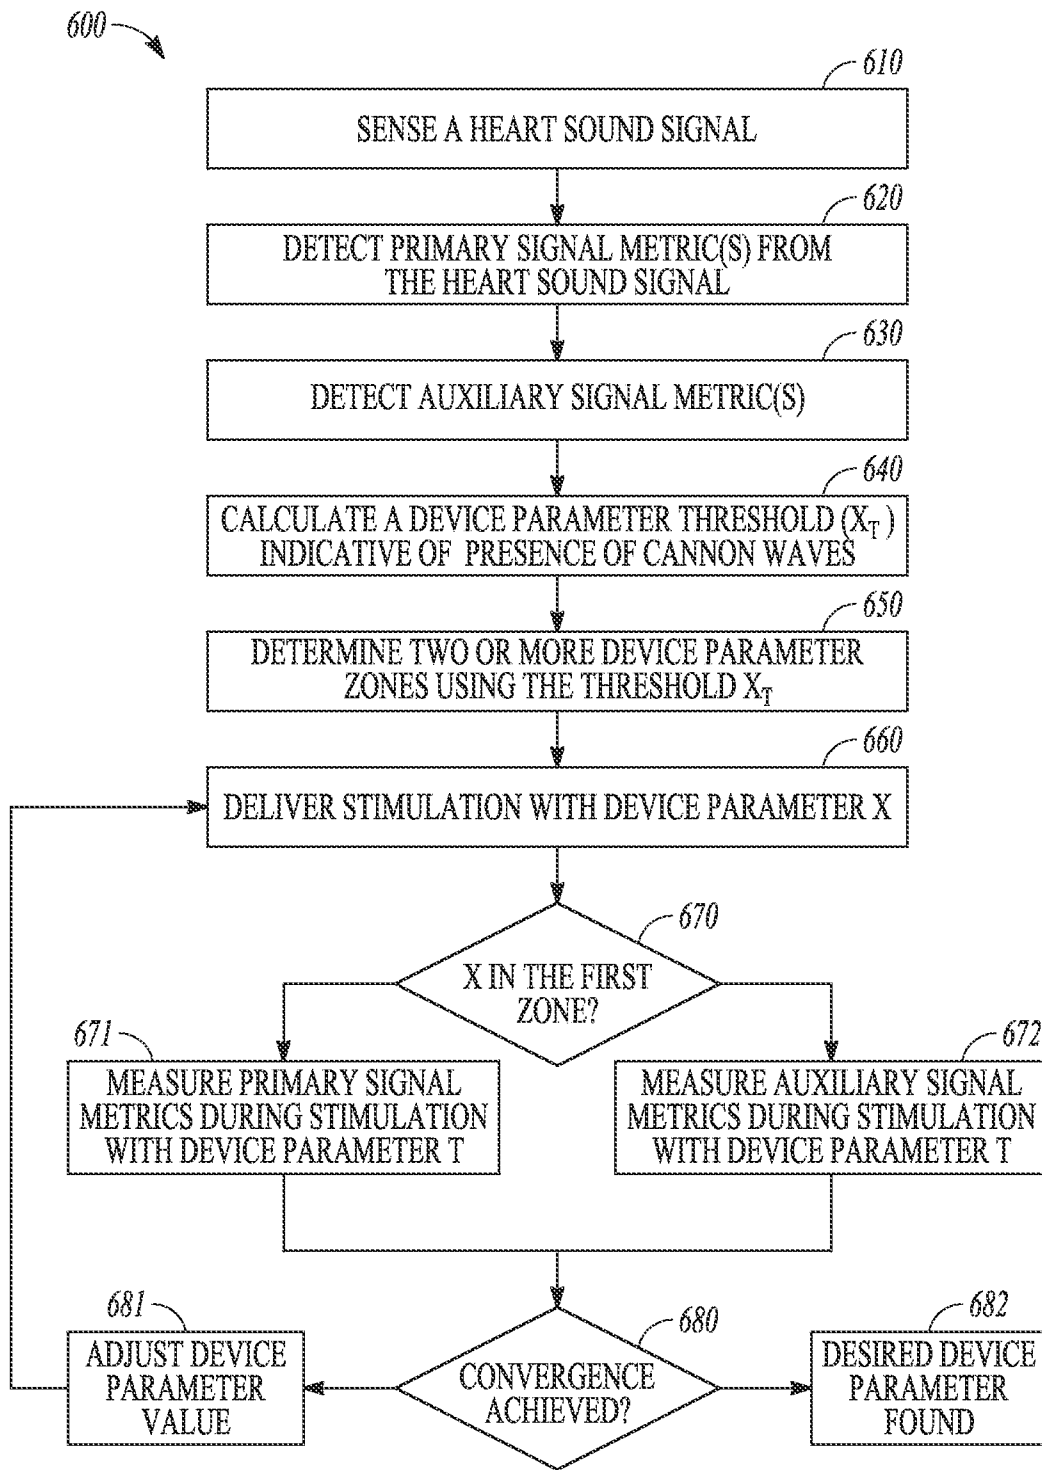 600
610
SENSE A HEART SOUND SIGNAL
620
DETECT PRIMARY SIGNAL METRIC(S) FROM
THE HEART SOUND SIGNAL
630
DETECT AUXILIARY SIGNAL METRIC(S)
640
CALCULATE A DEVICE PARAMETER THRESHOLD (X_T)
INDICATIVE OF PRESENCE OF CANNON WAVES
650
DETERMINE TWO OR MORE DEVICE PARAMETER
ZONES USING THE THRESHOLD X_T
660
DELIVER STIMULATION WITH DEVICE PARAMETER X
670
X IN THE FIRST
ZONE?
671
MEASURE PRIMARY SIGNAL
METRICS DURING STIMULATION
WITH DEVICE PARAMETER T
672
MEASURE AUXILIARY SIGNAL
METRICS DURING STIMULATION
WITH DEVICE PARAMETER T
681
ADJUST DEVICE
PARAMETER
VALUE
680
CONVERGENCE
ACHIEVED?
682
DESIRED DEVICE
PARAMETER
FOUND